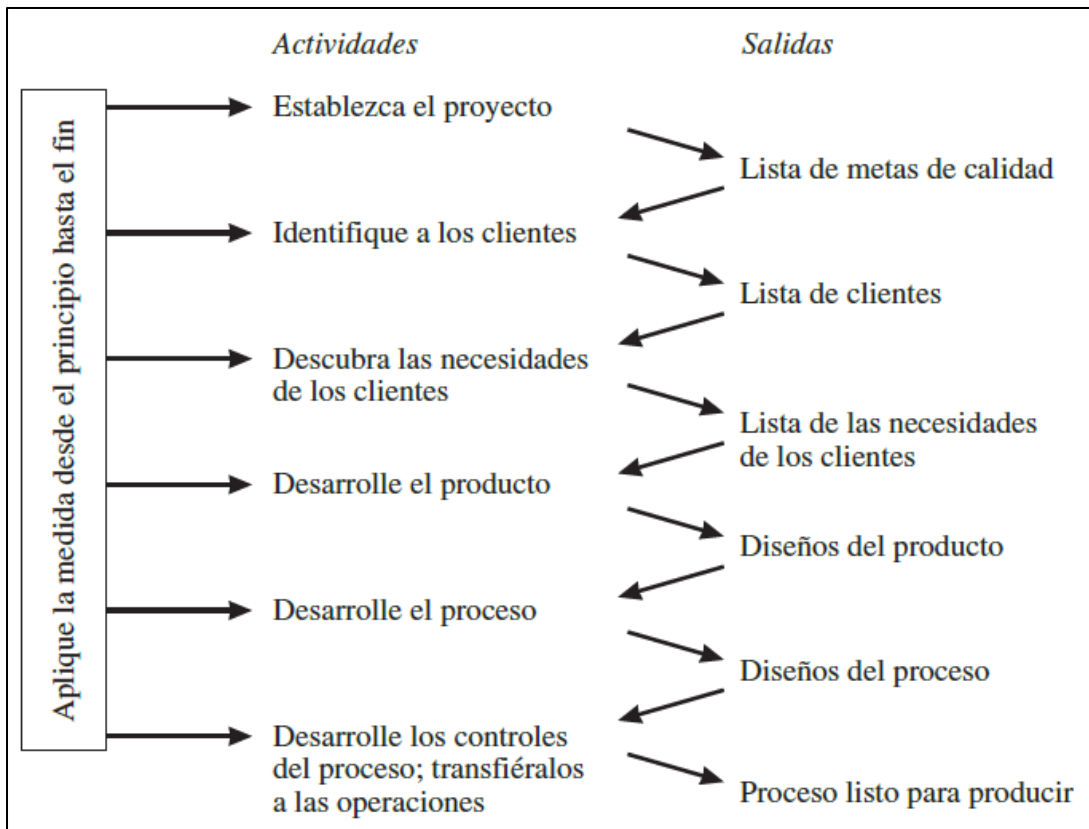 Actividades
Salidas
Aplique la medida desde el principio hasta el fin
Establezca el proyecto
Lista de metas de calidad
Identifique a los clientes
Lista de clientes
Descubra las necesidades
de los clientes
Lista de las necesidades
de los clientes
Desarrolle el producto
Diseños del producto
Desarrolle el proceso
Diseños del proceso
Desarrolle los controles
del proceso; transfiéralos
a las operaciones
Proceso listo para producir